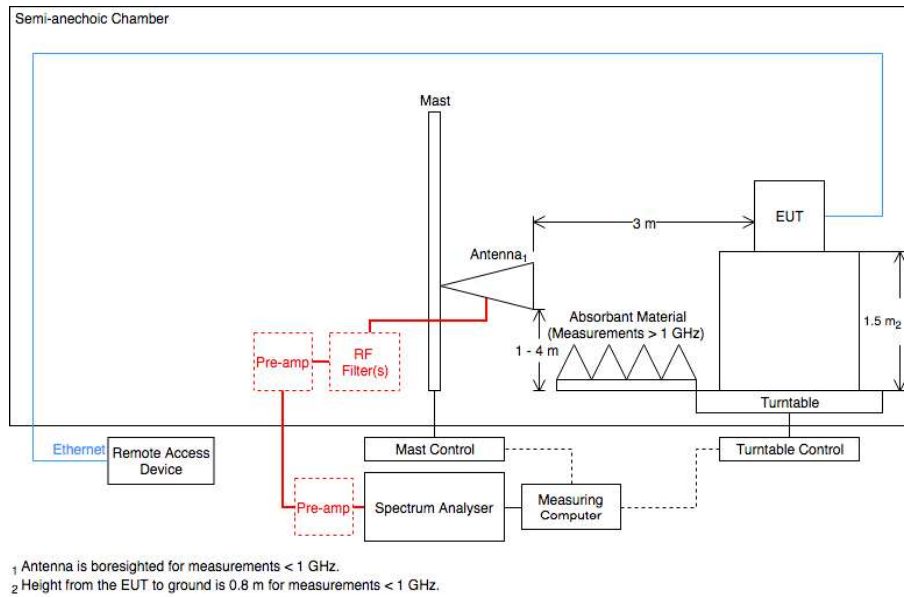 Semi-anechoic Chamber
Mast
EUT
3 m
Antenna1
Absorbant Material
(Measurements > 1 GHz)
1.5 m2
1 - 4 m
Pre-amp
RF
Filter(s)
Turntable
Ethernet
Remote Access
Device
Mast Control
Turntable Control
Pre-amp
Spectrum Analyser
Measuring
Computer
1 Antenna is boresighted for measurements < 1 GHz.
2 Height from the EUT to ground is 0.8 m for measurements < 1 GHz.